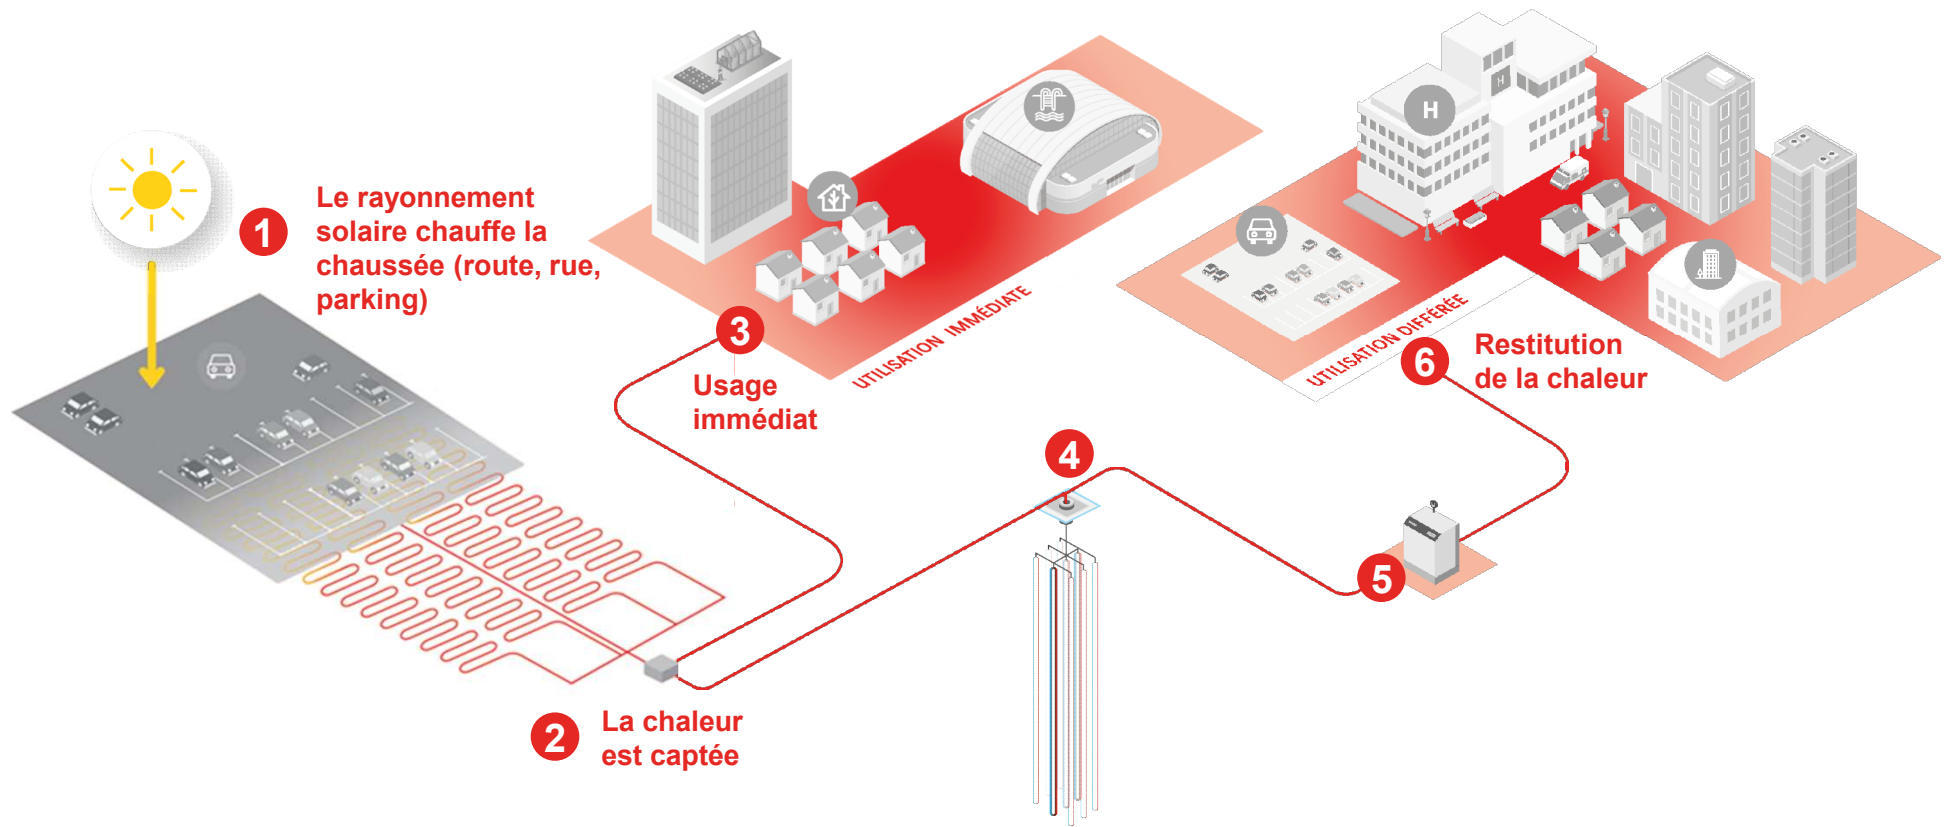 1
Le rayonnement
solaire chauffe la
chaussée (route, rue,
parking)
2
La chaleur
est captée
3
Usage
immédiat
UTILISATION IMMÉDIATE
4
5
6
Restitution
de la chaleur
UTILISATION DIFFÉRÉE
H
H